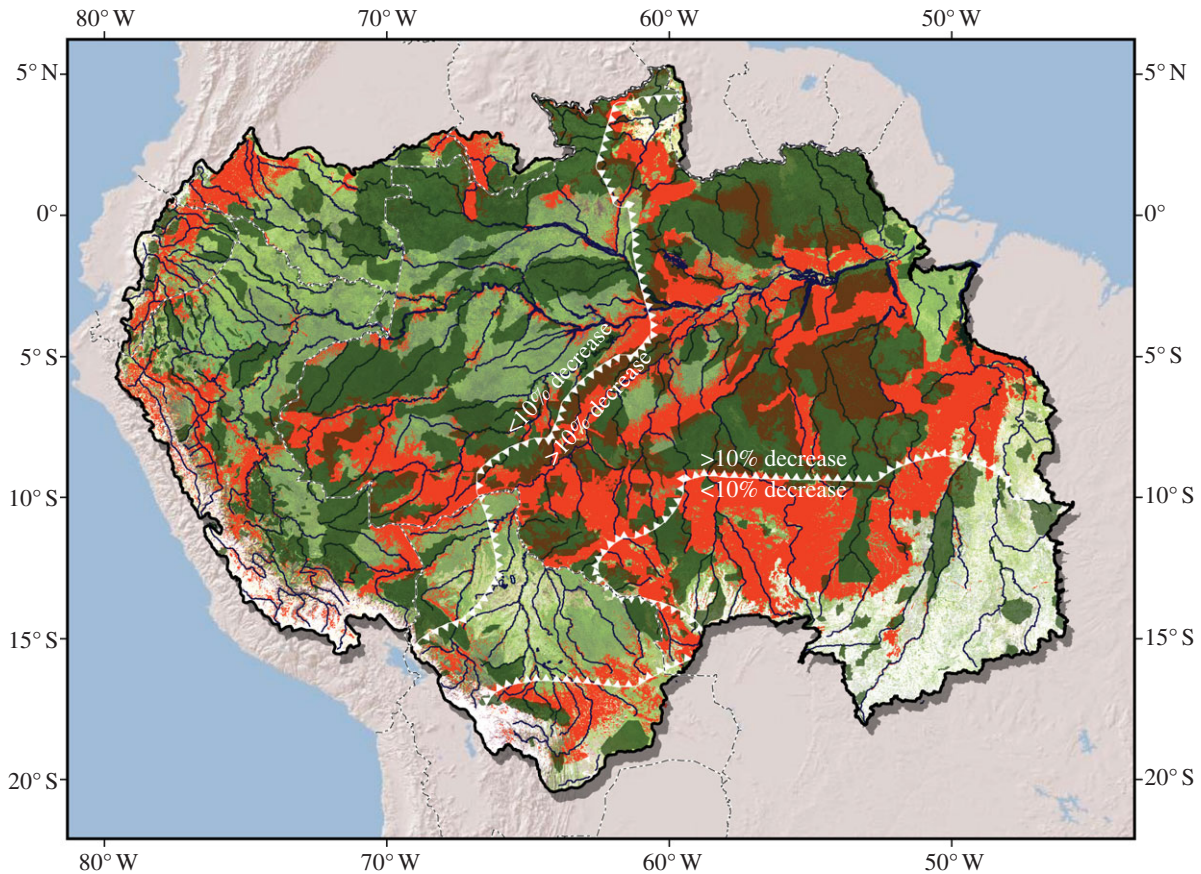 80° W 70° W 60° W 50° W
5° N 5° N
0° 0°
<10% decrease
>10% decrease
5° S 5° S
>10% decrease
<10% decrease
10° S 10° S
15° S 15° S
20° S 20° S
80° W 70° W 60° W 50° W